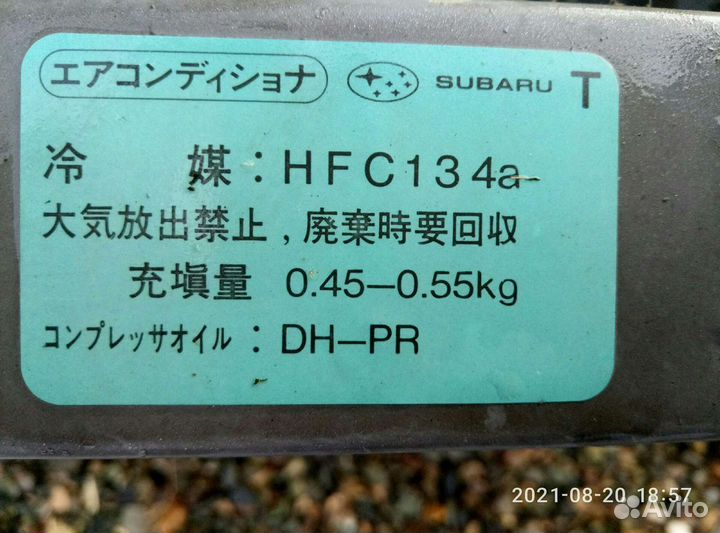 エアコンディショナ SUBARU T
冷媒：HFC134a
大気放出禁止,廃棄時要回収
充塡量 0.45–0.55kg
コンプレッサオイル：DH–PR
2021-08-20 18:57
Avito